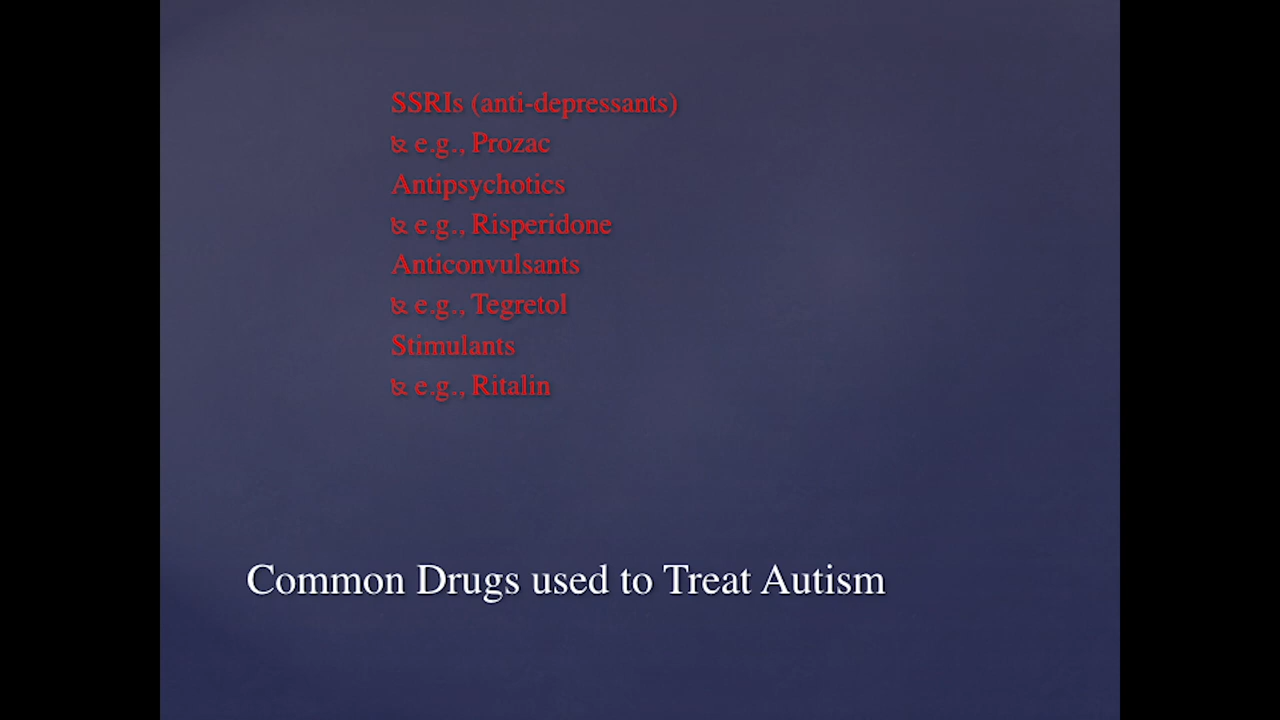 SSRIs (anti-depressants)
e.g., Prozac
Antipsychotics
e.g., Risperidone
Anticonvulsants
e.g., Tegretol
Stimulants
e.g., Ritalin
Common Drugs used to Treat Autism